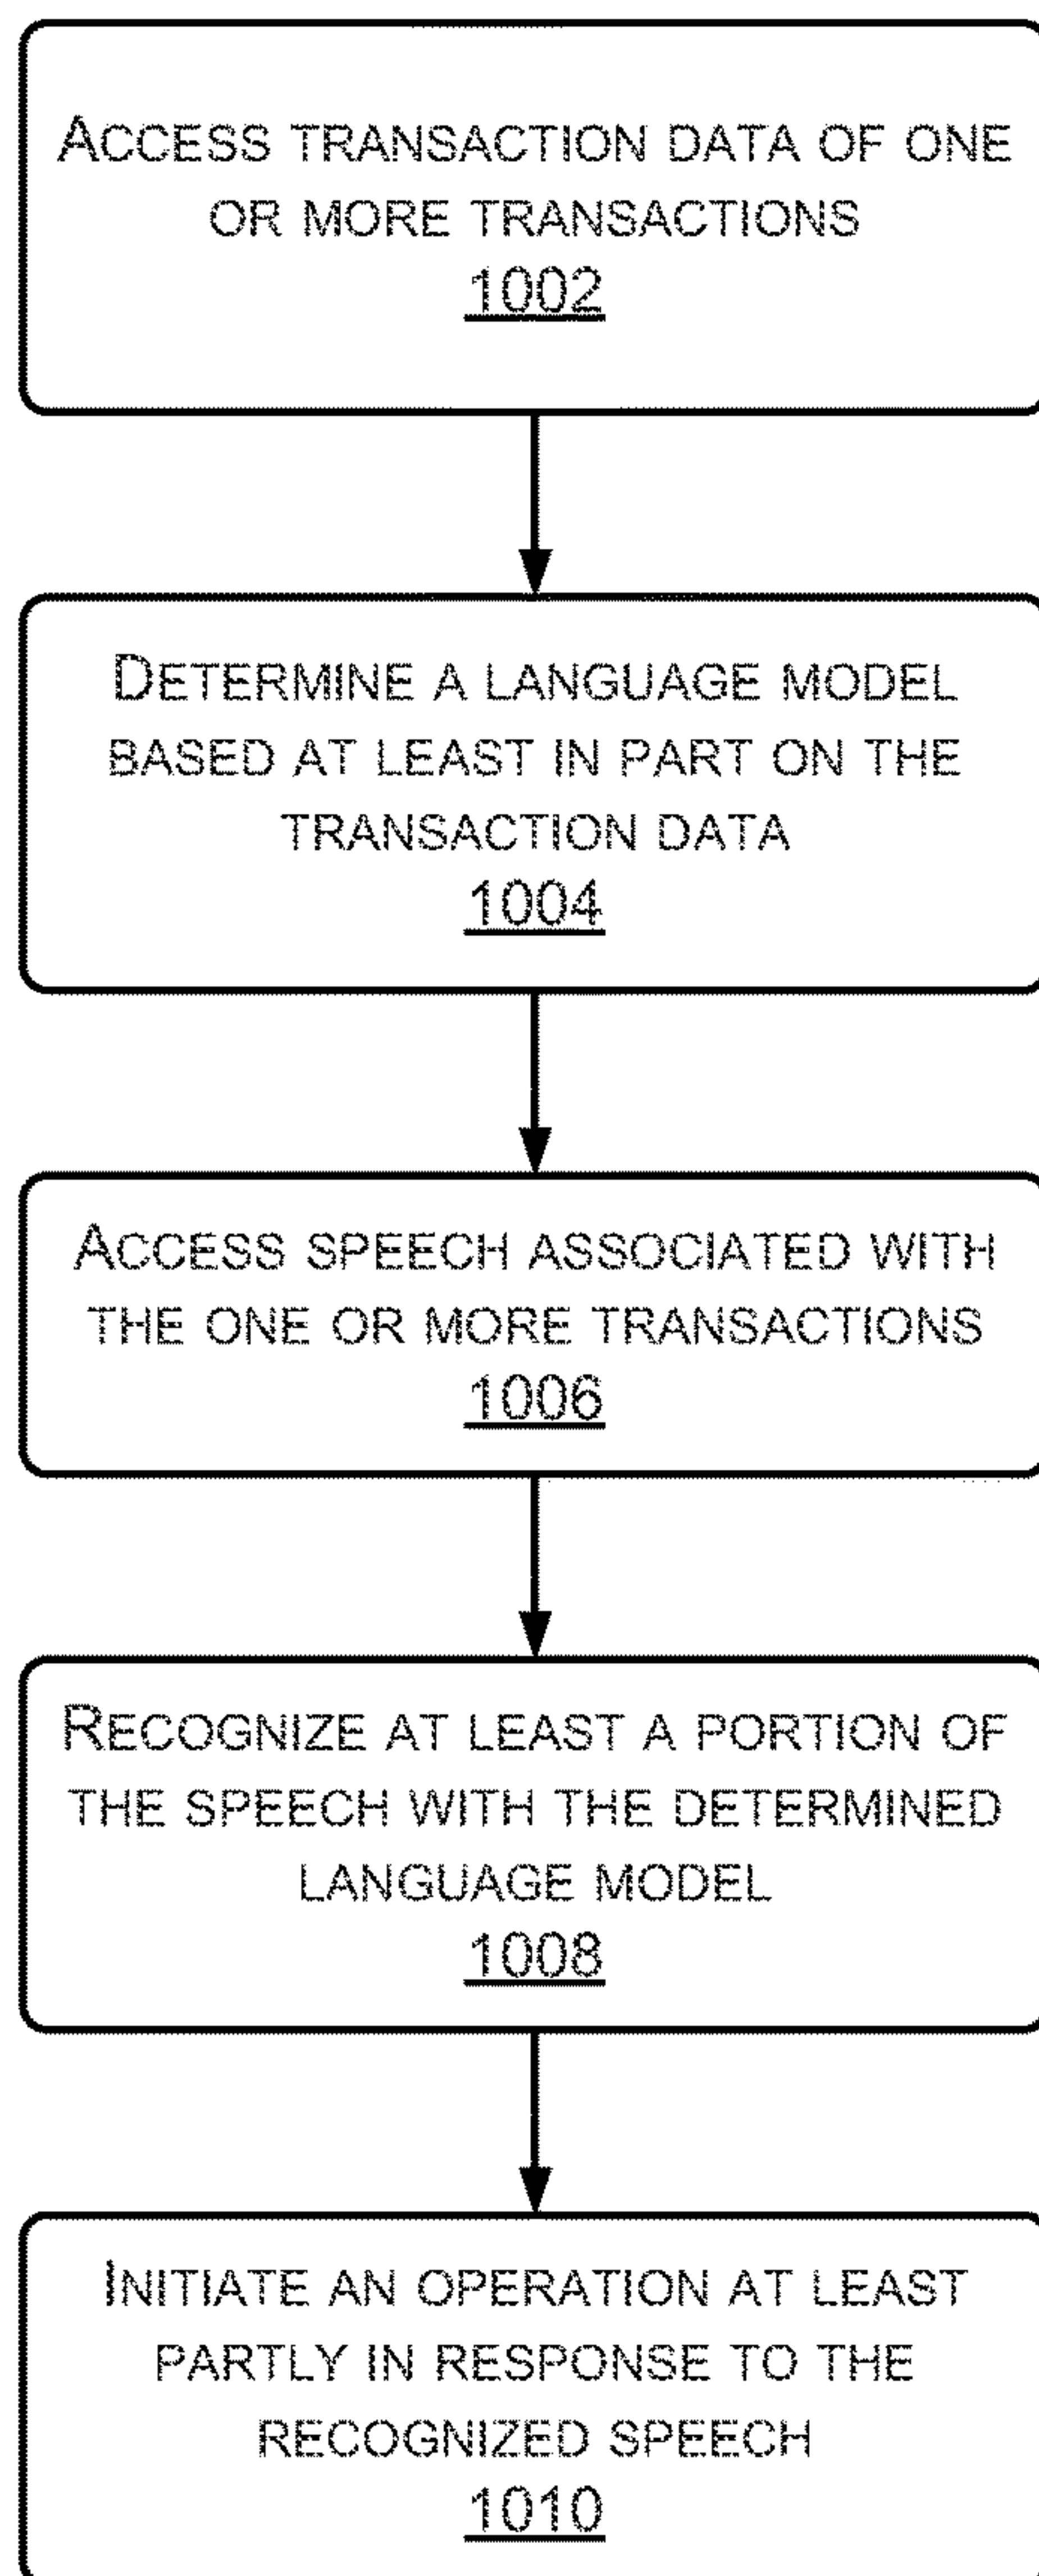 ACCESS TRANSACTION DATA OF ONE
OR MORE TRANSACTIONS
1002
DETERMINE A LANGUAGE MODEL
BASED AT LEAST IN PART ON THE
TRANSACTION DATA
1004
ACCESS SPEECH ASSOCIATED WITH
THE ONE OR MORE TRANSACTIONS
1006
RECOGNIZE AT LEAST A PORTION OF
THE SPEECH WITH THE DETERMINED
LANGUAGE MODEL
1008
INITIATE AN OPERATION AT LEAST
PARTLY IN RESPONSE TO THE
RECOGNIZED SPEECH
1010